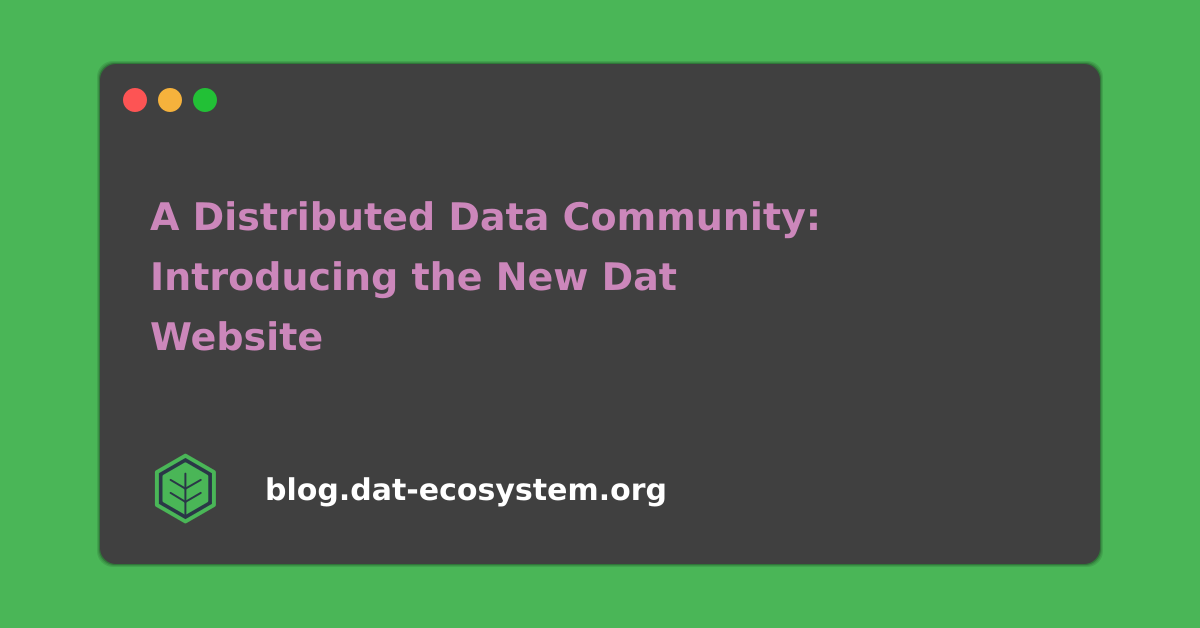 A Distributed Data Community:
Introducing the New Dat
Website
blog.dat-ecosystem.org